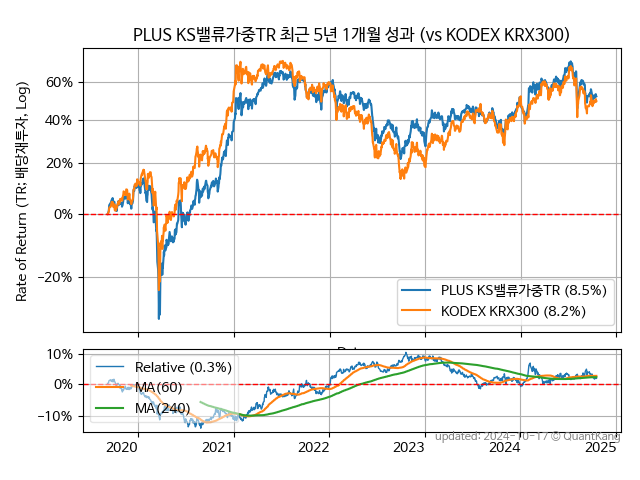 PLUS KS밸류가중TR 최근 5년 1개월 성과 (vs KODEX KRX300)
Rate of Return (TR: 배당재투자, Log)
60%
40%
20%
0%
−20%
PLUS KS밸류가중TR (8.5%)
KODEX KRX300 (8.2%)
10%
0%
−10%
Relative (0.3%)
MA(60)
MA(240)
2020 2021 2022 2023 2024 2025
updated: 2024-10-17 © QuantKang